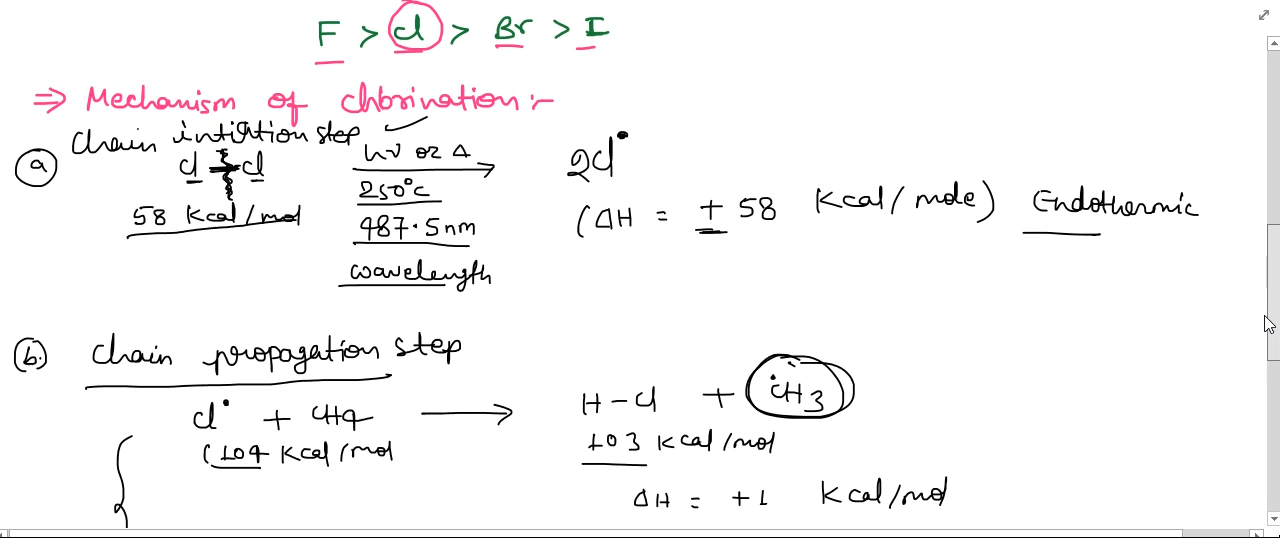 F > Cl > Br > I
⇒ Mechanism of chlorination :-
(a) Chain intiation step
Cl – Cl hν or Δ 2Cl•
58 Kcal/mol 250°C (ΔH = + 58 Kcal/mole) Endothermic
487.5nm
wavelength
(b.) Chain propagation step
Cl• + CH4 ⟶ H-Cl + •CH3
(104 Kcal/mol 103 Kcal/mol
ΔH = +1 Kcal/mol